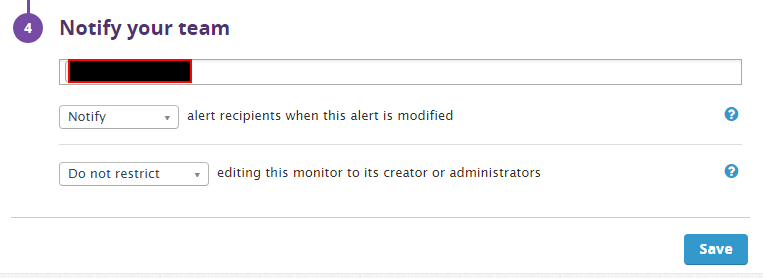 4 Notify your team
Notify alert recipients when this alert is modified ?
Do not restrict editing this monitor to its creator or administrators ?
Save